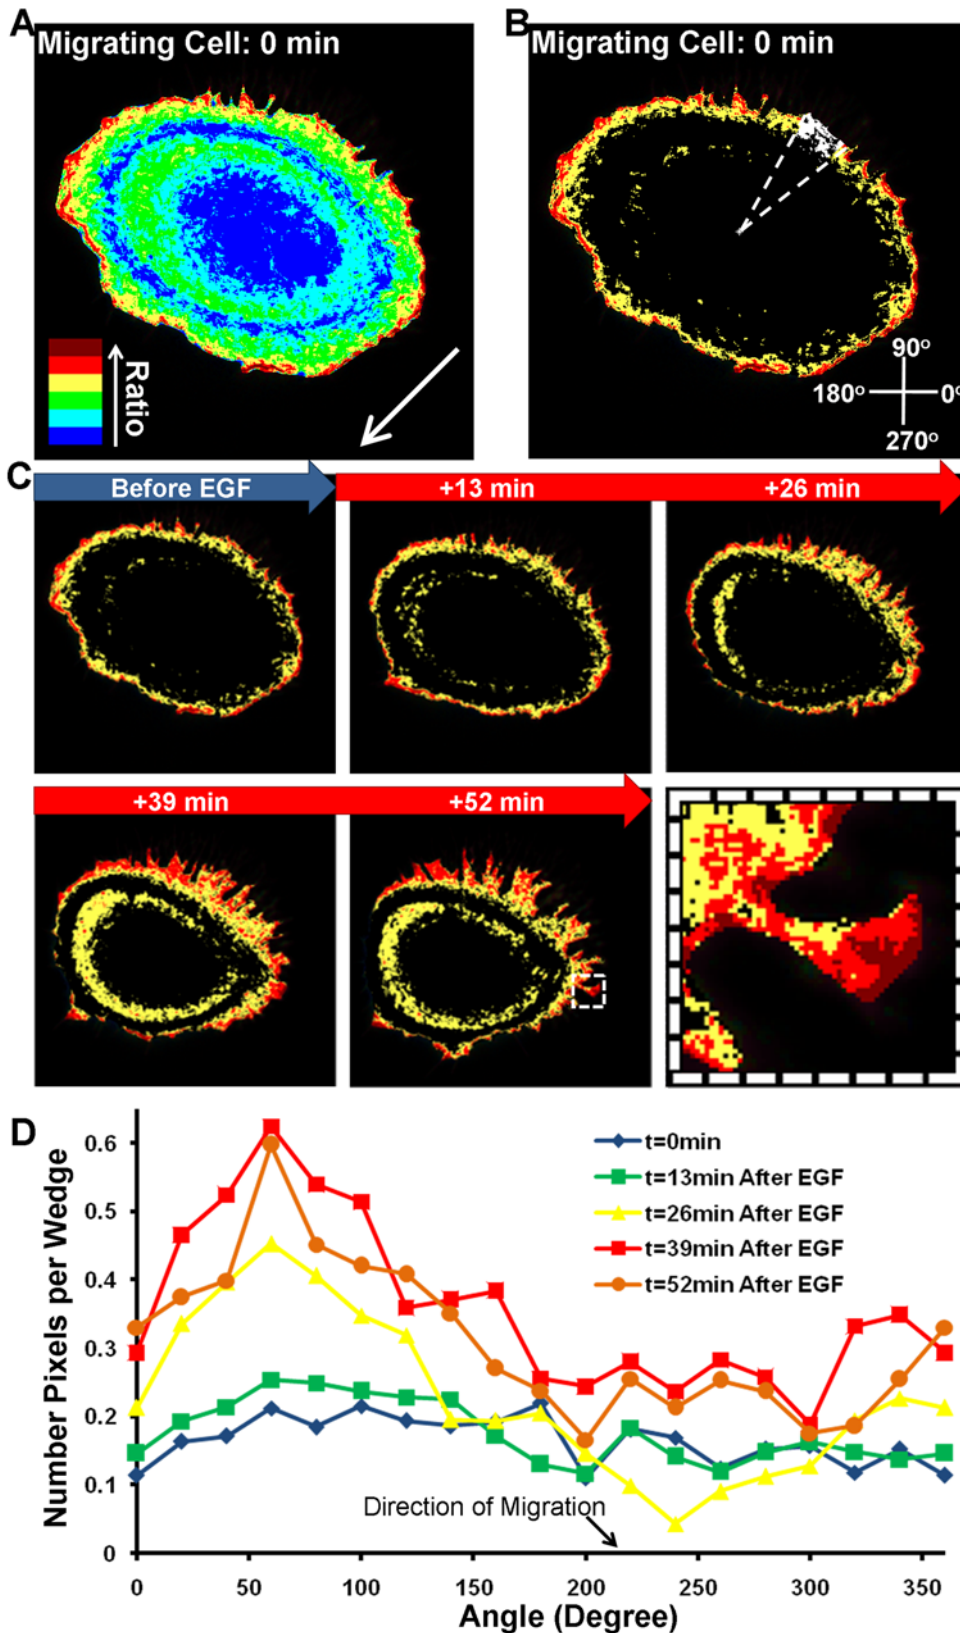 A
Migrating Cell: 0 min
Ratio
B
Migrating Cell: 0 min
90°
180° 0°
270°
C
Before EGF
+13 min
+26 min
+39 min
+52 min
D
Number Pixels per Wedge
0.6
0.5
0.4
0.3
0.2
0.1
0
t=0min
t=13min After EGF
t=26min After EGF
t=39min After EGF
t=52min After EGF
Direction of Migration
0 50 100 150 200 250 300 350
Angle (Degree)